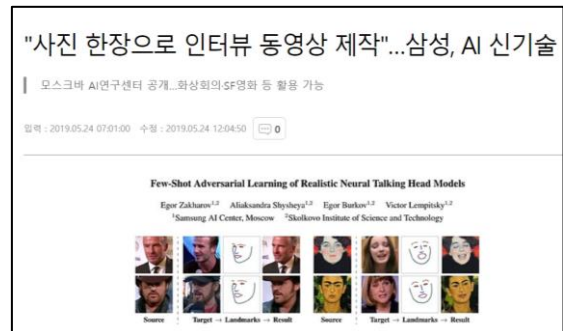 "사진 한장으로 인터뷰 동영상 제작"...삼성, AI 신기술
모스크바 AI연구센터 공개...화상회의·SF영화 등 활용 가능
입력 : 2019.05.24 07:01:00 수정 : 2019.05.24 12:04:50 0
Few-Shot Adversarial Learning of Realistic Neural Talking Head Models
Egor Zakharov1,2 Aliaksandra Shysheya1,2 Egor Burkov1,2 Victor Lempitsky1,2
1Samsung AI Center, Moscow 2Skolkovo Institute of Science and Technology
Source Target → Landmarks → Result Source Target → Landmarks → Result